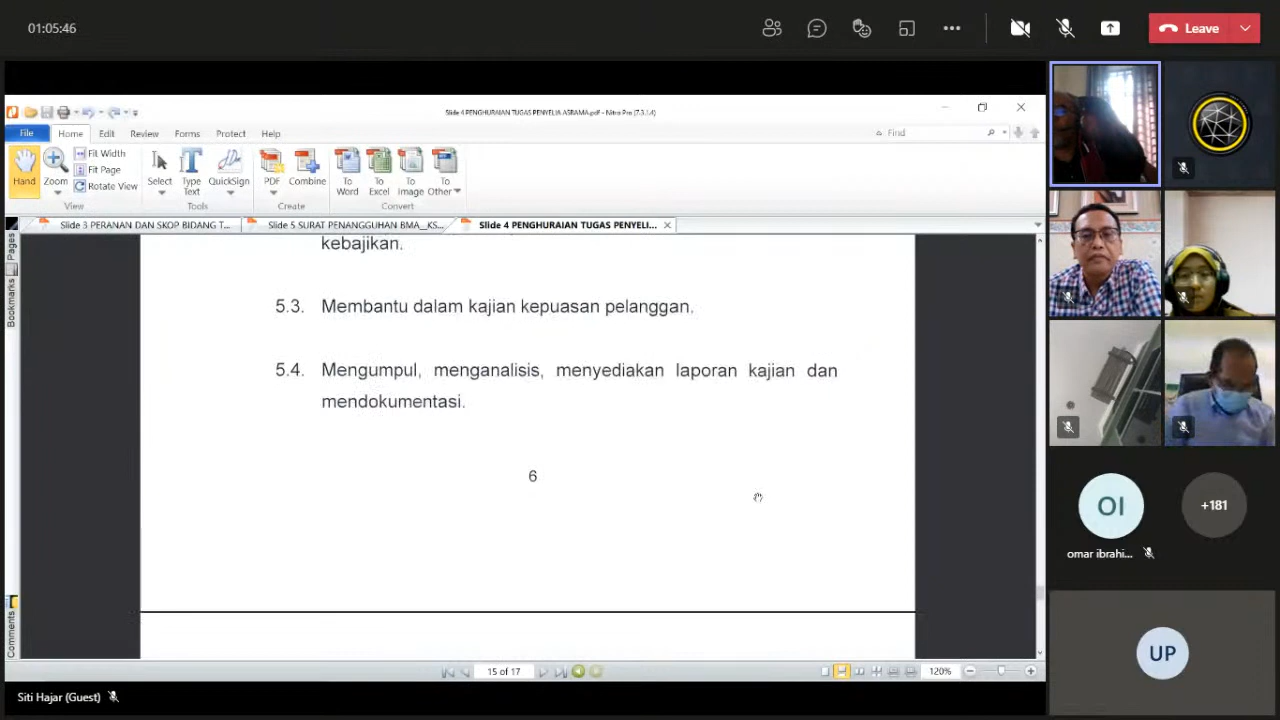 01:05:46
Leave
Slide 4 PENGHURAIAN TUGAS PENYELIA ASRAMA.pdf - Nitro Pro (7.3.1.4)
File Home Edit Review Forms Protect Help
Find
Hand
Zoom
Fit Width
Fit Page
Rotate View
View
Select
Type Text
QuickSign
Tools
PDF
Combine
Create
To Word
To Excel
To Image
To Other
Convert
Slide 3 PERANAN DAN SKOP BIDANG T...
Slide 5 SURAT PENANGGUHAN BMA__KS...
Slide 4 PENGHURAIAN TUGAS PENYELI...
Pages
Bookmarks
Comments
kebajikan.
5.3. Membantu dalam kajian kepuasan pelanggan.
5.4. Mengumpul, menganalisis, menyediakan laporan kajian dan
mendokumentasi.
6
15 of 17
120%
Siti Hajar (Guest)
OI
omar ibrahi...
+181
UP